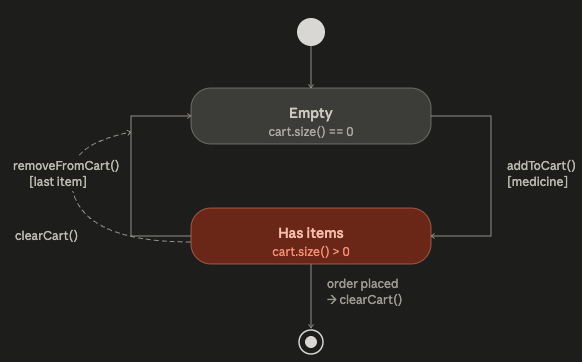 Empty
cart.size() == 0
removeFromCart()
[last item]
addToCart()
[medicine]
clearCart()
Has items
cart.size() > 0
order placed
→ clearCart()